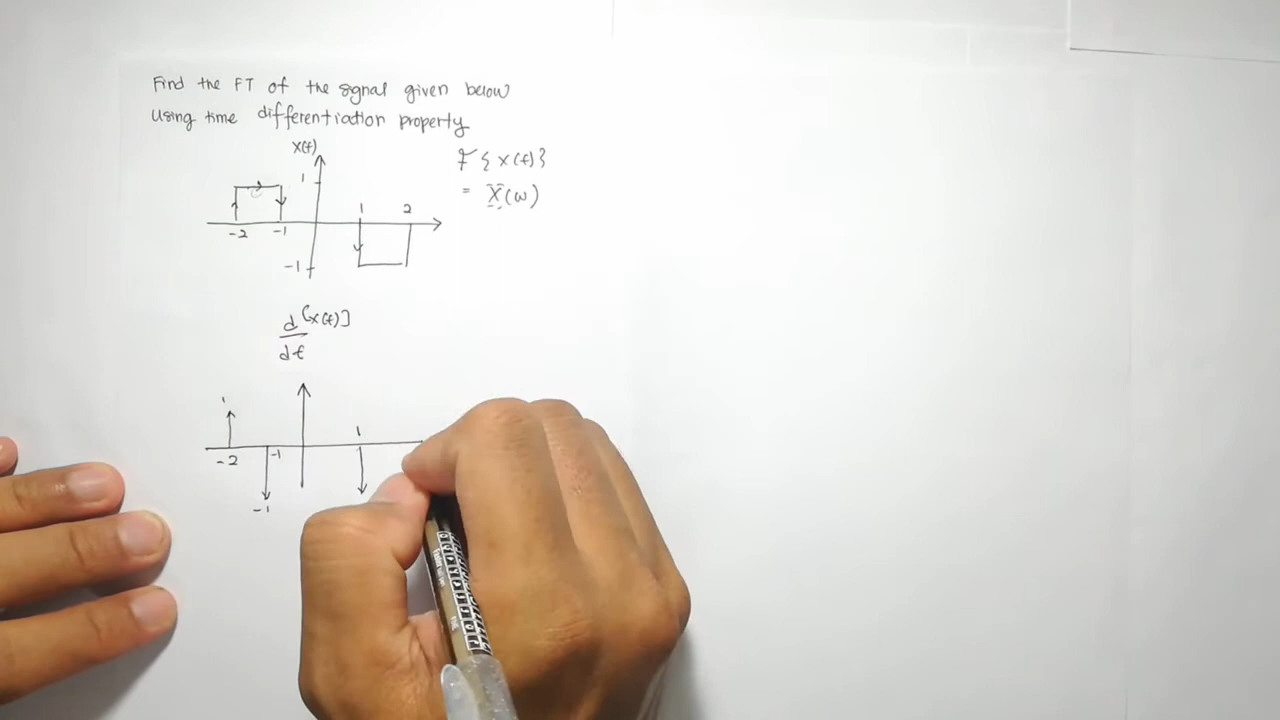 Find the FT of the signal given below
using time differentiation property
x(t)
F{x(t)}
= X(ω)
1
1
2
-2
-1
-1
d[x(t)]
dt
1
1
-2
-1
-1